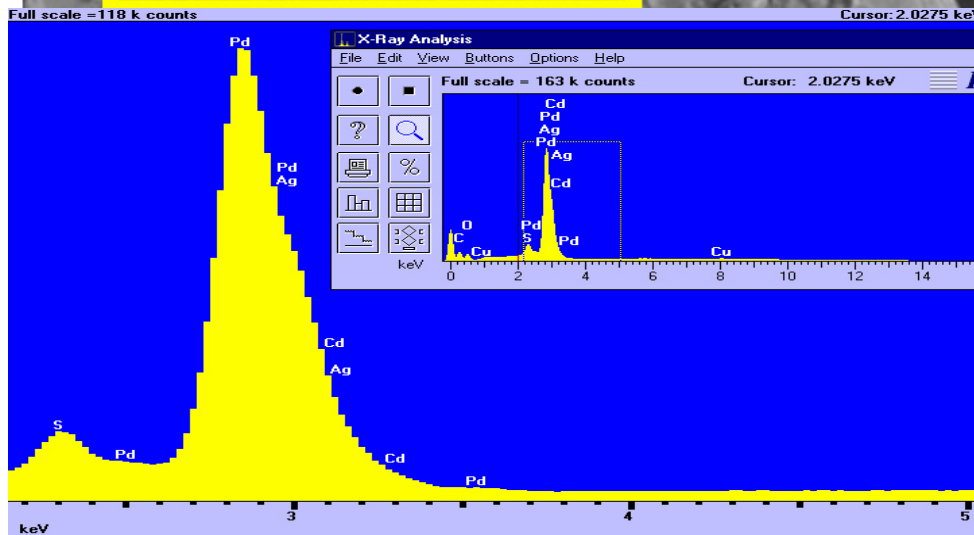 Full scale =118 k counts Cursor: 2.0275 keV
X-Ray Analysis
File Edit View Buttons Options Help
Full scale = 163 k counts Cursor: 2.0275 keV
Cd
Pd
Ag
Pd
Ag
Cd
O
C
Cu
Pd
S
Pd
Cu
keV
0 2 4 6 8 10 12 14
Pd
Pd
Ag
Cd
Ag
S
Pd
Cd
Pd
3 4 5
keV